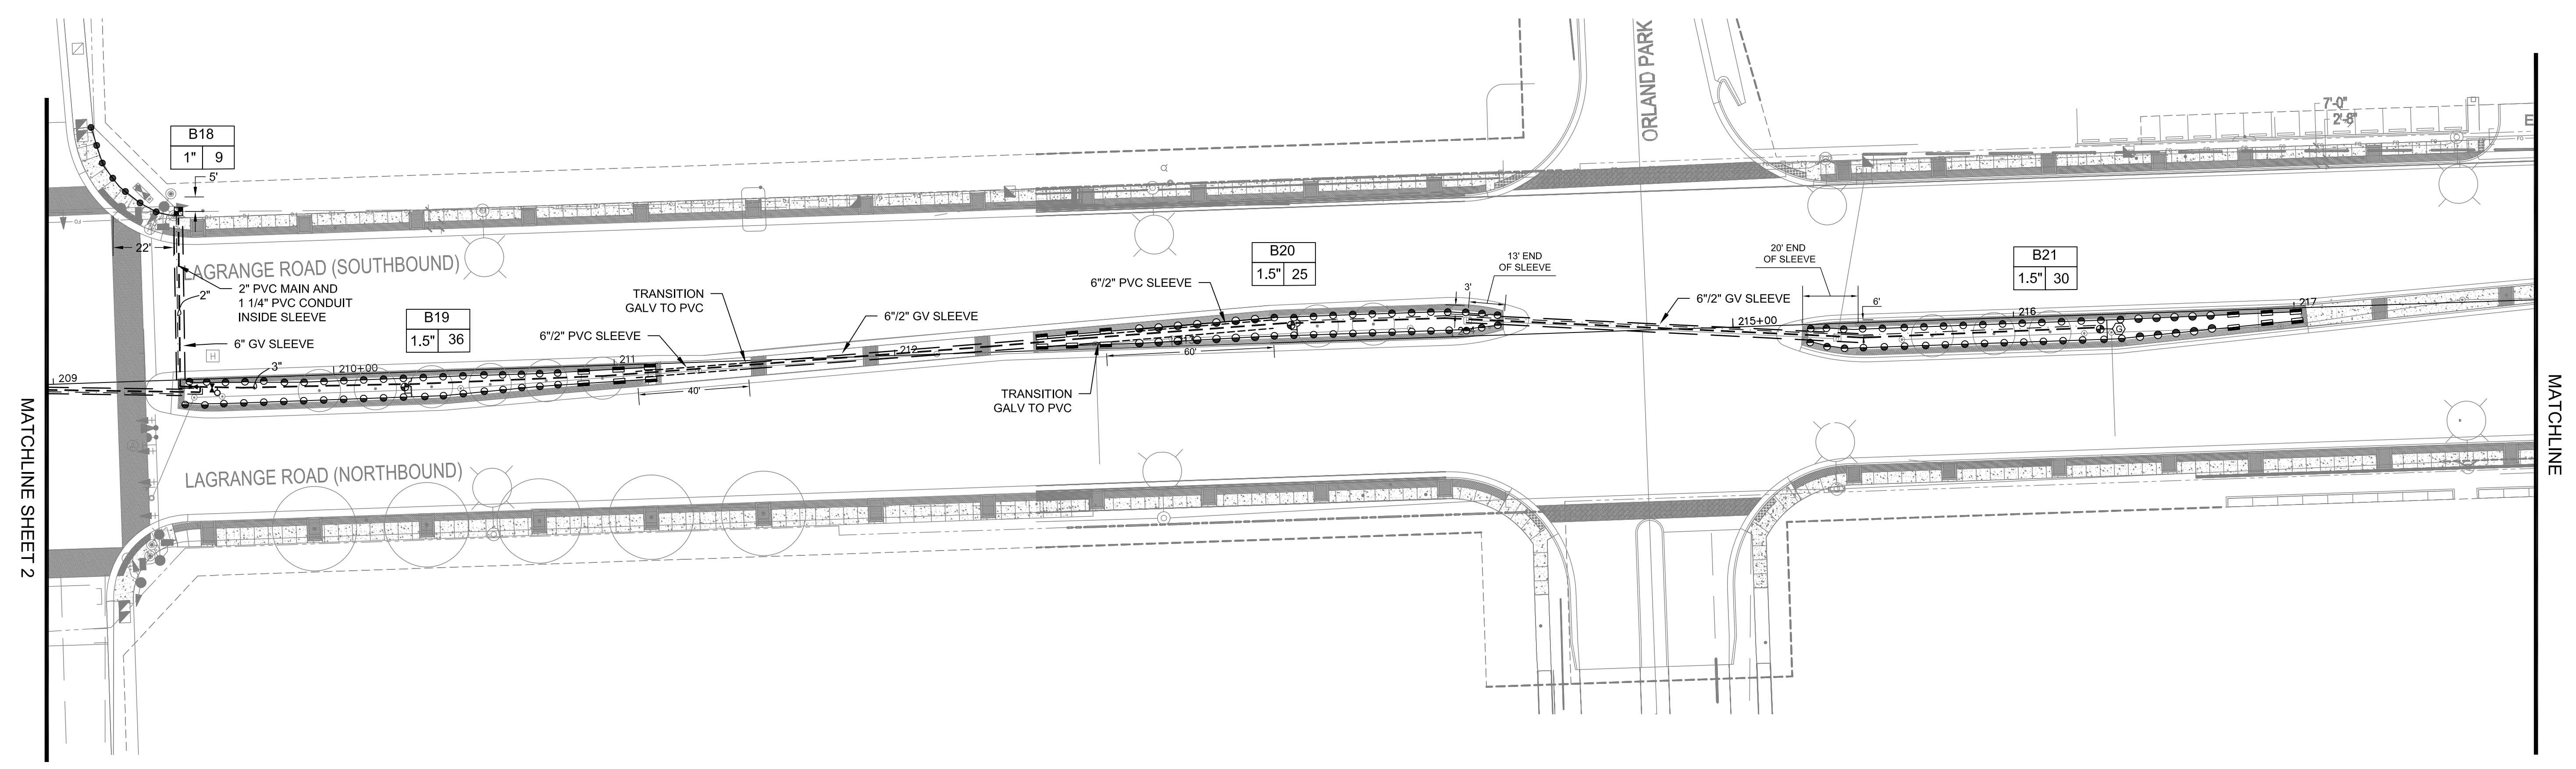 MATCHLINE SHEET 2
209
B18
1" 9
5'
22'
LAGRANGE ROAD (SOUTHBOUND)
2" PVC MAIN AND
1 1/4" PVC CONDUIT
INSIDE SLEEVE
2"
6" GV SLEEVE
H
3"
210+00
B19
1.5" 36
6"/2" PVC SLEEVE
211
40'
TRANSITION
GALV TO PVC
6"/2" GV SLEEVE
212
LAGRANGE ROAD (NORTHBOUND)
TRANSITION
GALV TO PVC
60'
6"/2" PVC SLEEVE
B20
1.5" 25
3'
13' END
OF SLEEVE
ORLAND PARK
6"/2" GV SLEEVE
215+00
20' END
OF SLEEVE
6'
B21
1.5" 30
216
G
217
7'-0"
2'-8"
E
MATCHLINE